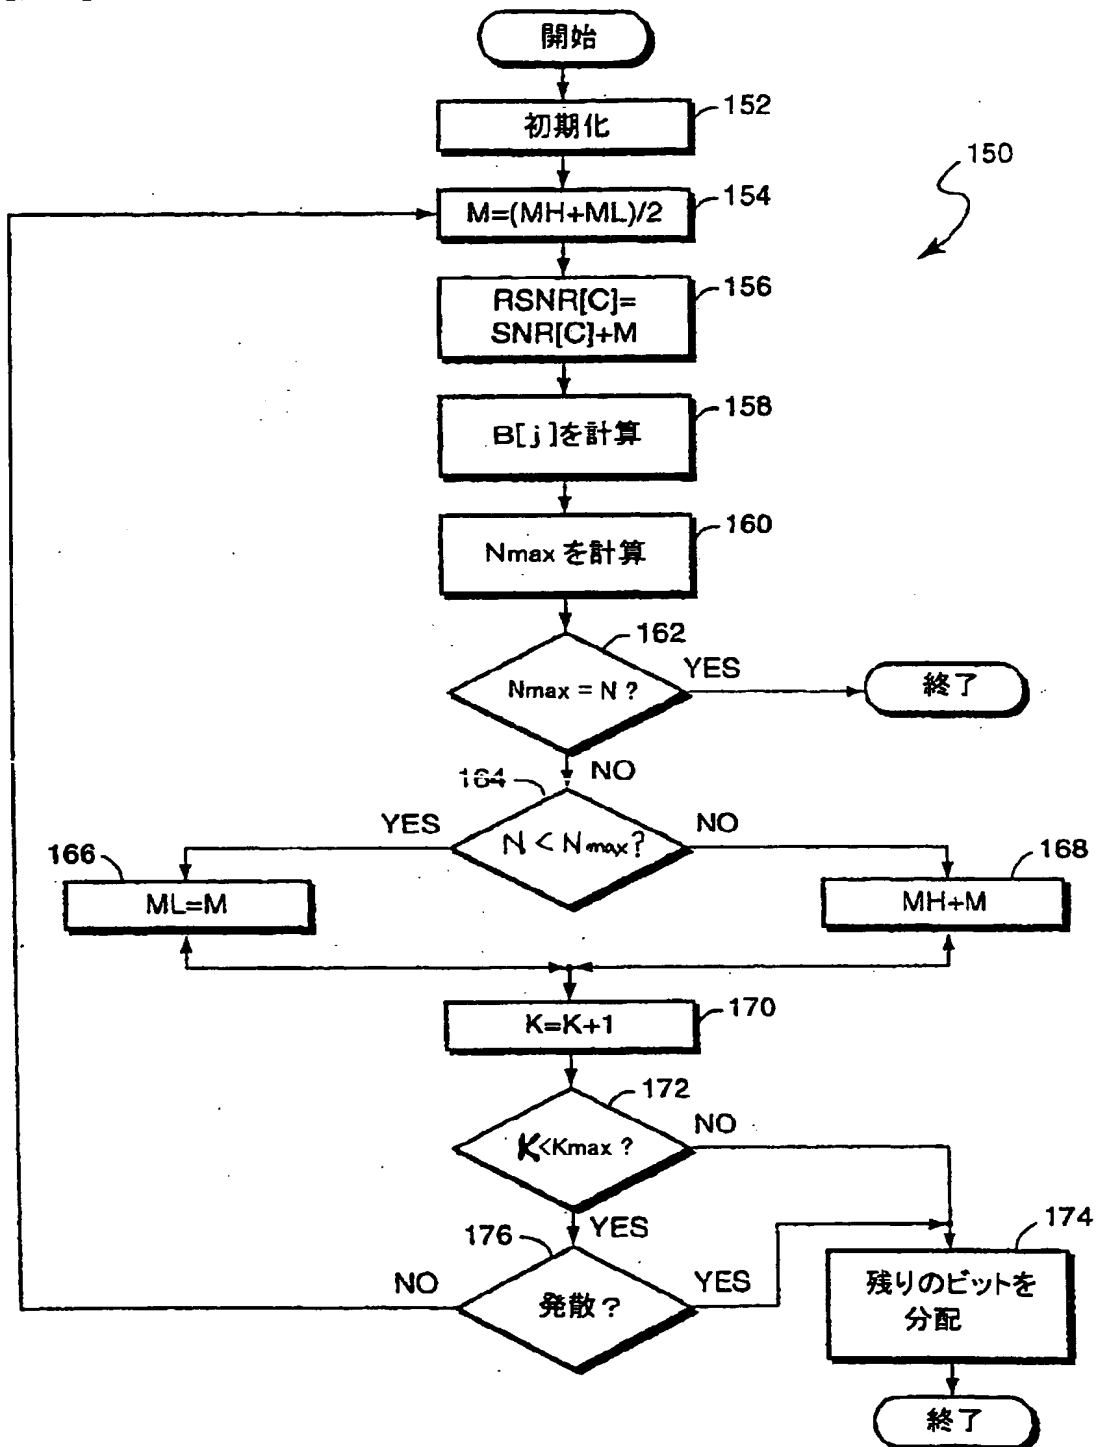 開始
初期化
152
150
M=(MH+ML)/2
154
RSNR[C]=
SNR[C]+M
156
B[j]を計算
158
Nmax を計算
160
162
Nmax = N ?
YES
終了
NO
164
N < Nmax?
YES
NO
166
ML=M
168
MH+M
K=K+1
170
172
K<Kmax ?
NO
YES
176
発散?
NO
YES
174
残りのビットを
分配
終了